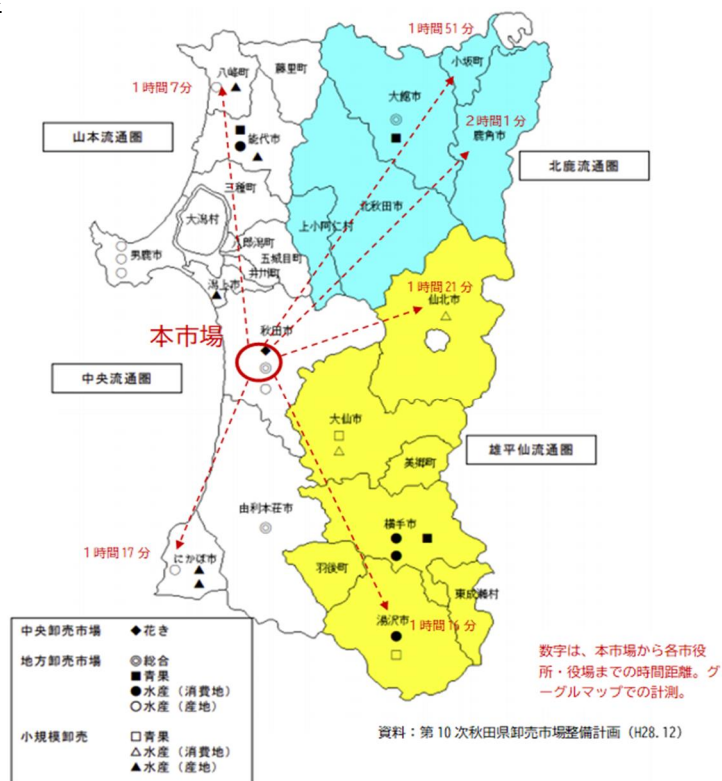 1時間51分
小坂町
八峰町
藤里町
1時間7分
大館市
2時間1分
鹿角市
山本流通圏
能代市
北鹿流通圏
三種町
北秋田市
大潟村
上小阿仁村
八郎潟町
男鹿市
五城目町
井川町
潟上市
1時間21分
仙北市
本市場
秋田市
中央流通圏
大仙市
雄平仙流通圏
美郷町
由利本荘市
横手市
1時間17分
にかほ市
羽後町
東成瀬村
湯沢市
1時間16分
中央卸売市場 ◆花き
地方卸売市場 ◎総合
■青果
●水産（消費地）
○水産（産地）
小規模卸売 □青果
△水産（消費地）
▲水産（産地）
数字は、本市場から各市役
所・役場までの時間距離。グ
ーグルマップでの計測。
資料：第10次秋田県卸売市場整備計画（H28.12）